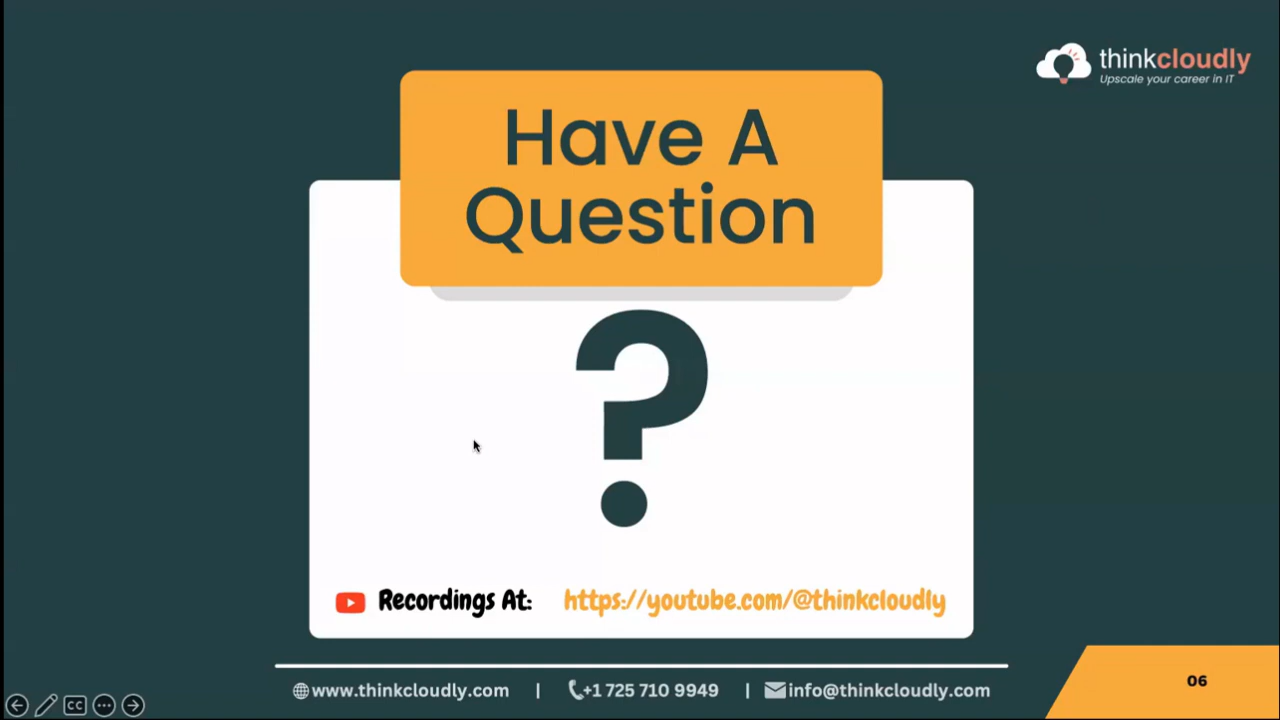 thinkcloudly
Upscale your career in IT
Have A
Question
?
Recordings At: https://youtube.com/@thinkcloudly
www.thinkcloudly.com | +1 725 710 9949 | info@thinkcloudly.com
06
CC